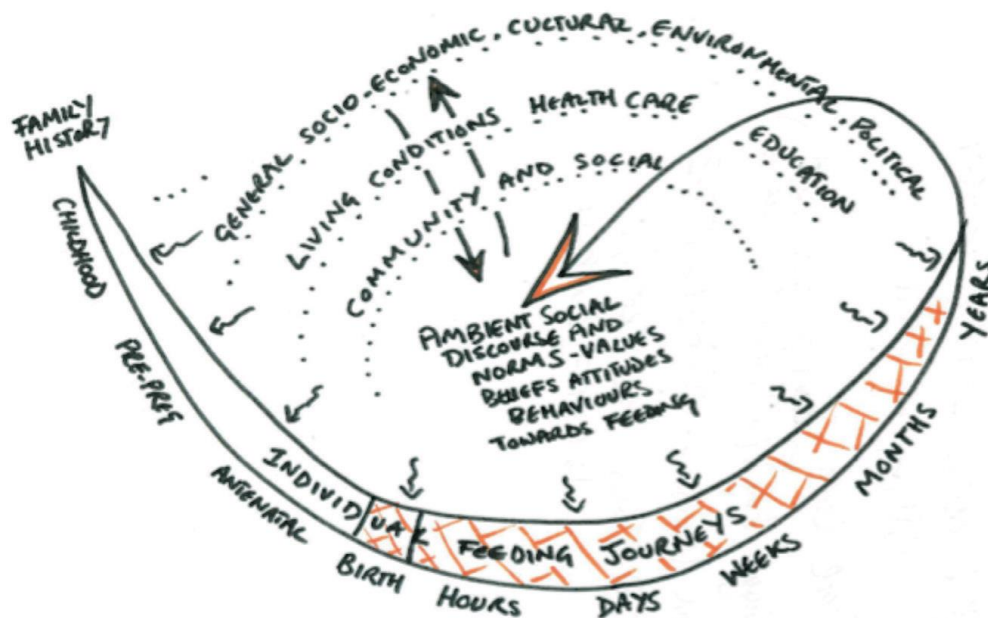 FAMILY
HISTORY
CHILDHOOD
PRE-PREG
ANTENATAL
BIRTH
HOURS
DAYS
WEEKS
MONTHS
YEARS
GENERAL SOCIO-ECONOMIC, CULTURAL, ENVIRONMENTAL, POLITICAL
LIVING CONDITIONS HEALTH CARE EDUCATION
COMMUNITY AND SOCIAL
AMBIENT SOCIAL
DISCOURSE AND
NORMS-VALUES
BELIEFS ATTITUDES
BEHAVIOURS
TOWARDS FEEDING
INDIVIDUAL FEEDING JOURNEYS